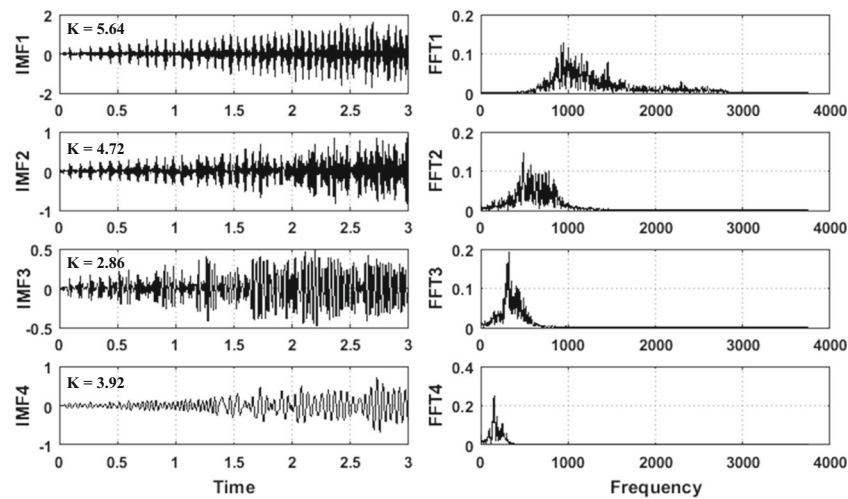 IMF1
2
0
-2
K = 5.64
0 0.5 1 1.5 2 2.5 3
FFT1
0.2
0.1
0
0 1000 2000 3000 4000
IMF2
1
0
-1
K = 4.72
0 0.5 1 1.5 2 2.5 3
FFT2
0.2
0.1
0
0 1000 2000 3000 4000
IMF3
0.5
0
-0.5
K = 2.86
0 0.5 1 1.5 2 2.5 3
FFT3
0.2
0.1
0
0 1000 2000 3000 4000
IMF4
1
0
-1
K = 3.92
0 0.5 1 1.5 2 2.5 3
Time
FFT4
0.4
0.2
0
0 1000 2000 3000 4000
Frequency